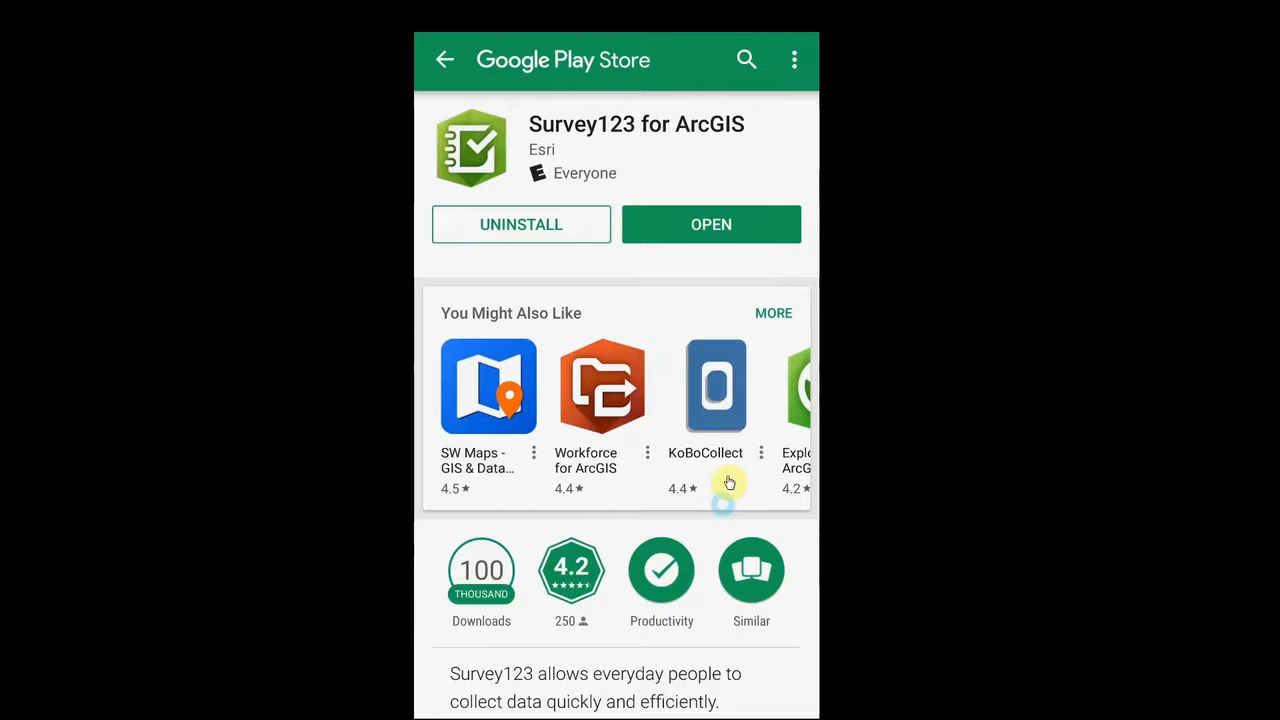 Google Play Store
Survey123 for ArcGIS
Esri
E Everyone
UNINSTALL
OPEN
You Might Also Like
MORE
SW Maps -
GIS & Data...
4.5★
Workforce
for ArcGIS
4.4★
KoBoCollect
4.4★
Explo
ArcG
4.2★
100
THOUSAND
Downloads
4.2
250
Productivity
Similar
Survey123 allows everyday people to
collect data quickly and efficiently.